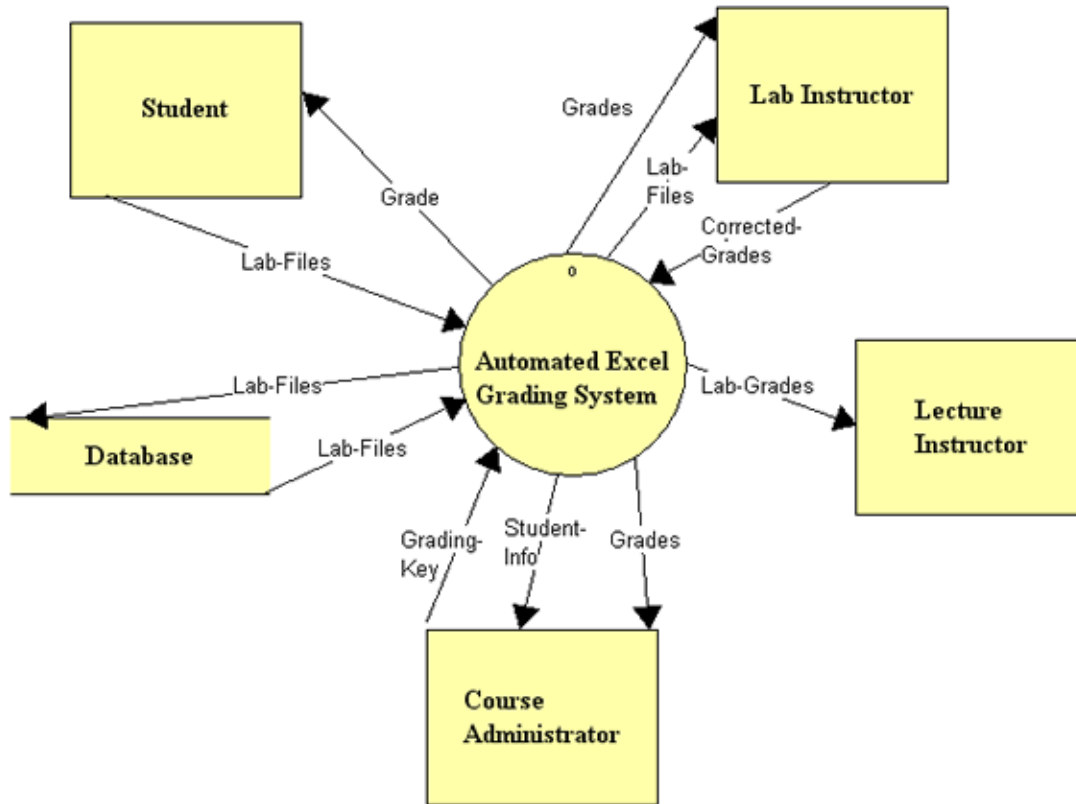 Student
Lab Instructor
Grades
Lab-
Files
Grade
Corrected-
Grades
Lab-Files
o
Automated Excel
Grading System
Lab-Files
Lab-Grades
Lecture
Instructor
Database
Lab-Files
Grading-
Key
Student-
Info
Grades
Course
Administrator